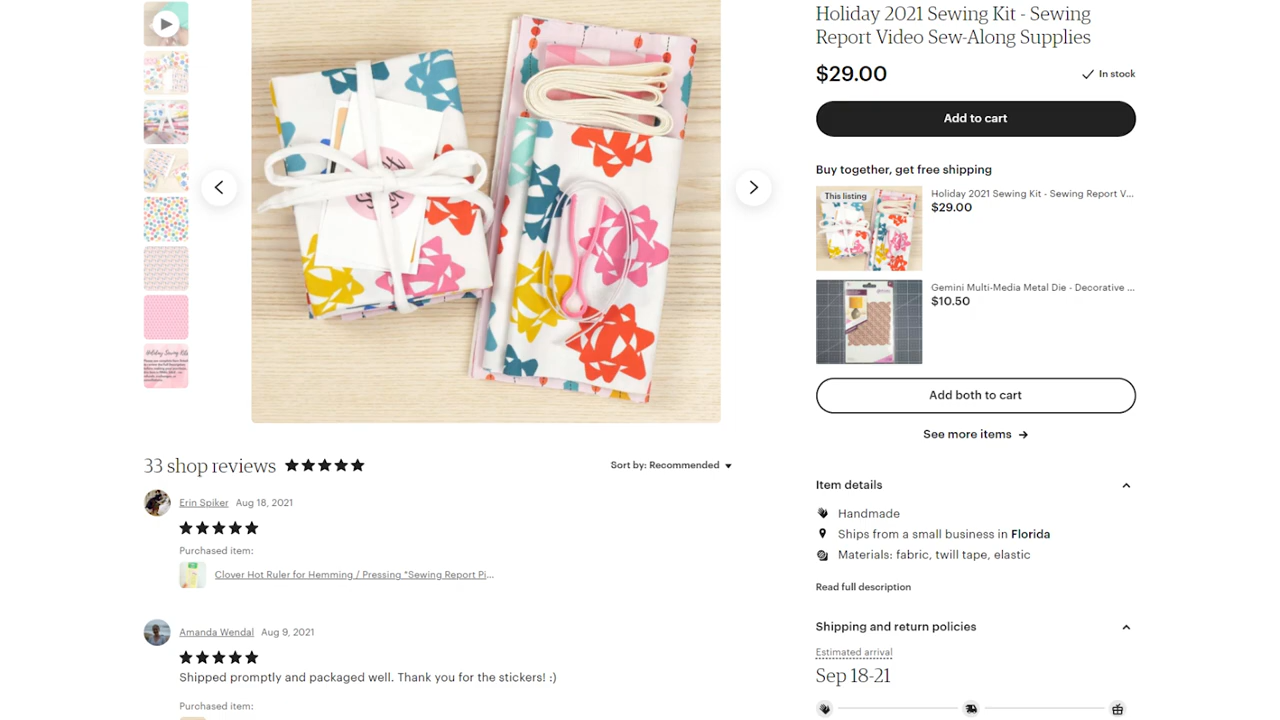 Holiday 2021 Sewing Kit - Sewing
Report Video Sew-Along Supplies
$29.00
In stock
Add to cart
Buy together, get free shipping
This listing
Holiday 2021 Sewing Kit - Sewing Report V...
$29.00
Gemini Multi-Media Metal Die - Decorative ...
$10.50
Add both to cart
See more items
Item details
Handmade
Ships from a small business in Florida
Materials: fabric, twill tape, elastic
Read full description
Shipping and return policies
Estimated arrival
Sep 18-21
33 shop reviews
Sort by: Recommended
Erin Spiker Aug 18, 2021
Purchased item:
Clover Hot Ruler for Hemming / Pressing *Sewing Report Pi...
Amanda Wendal Aug 9, 2021
Shipped promptly and packaged well. Thank you for the stickers! :)
Purchased item: